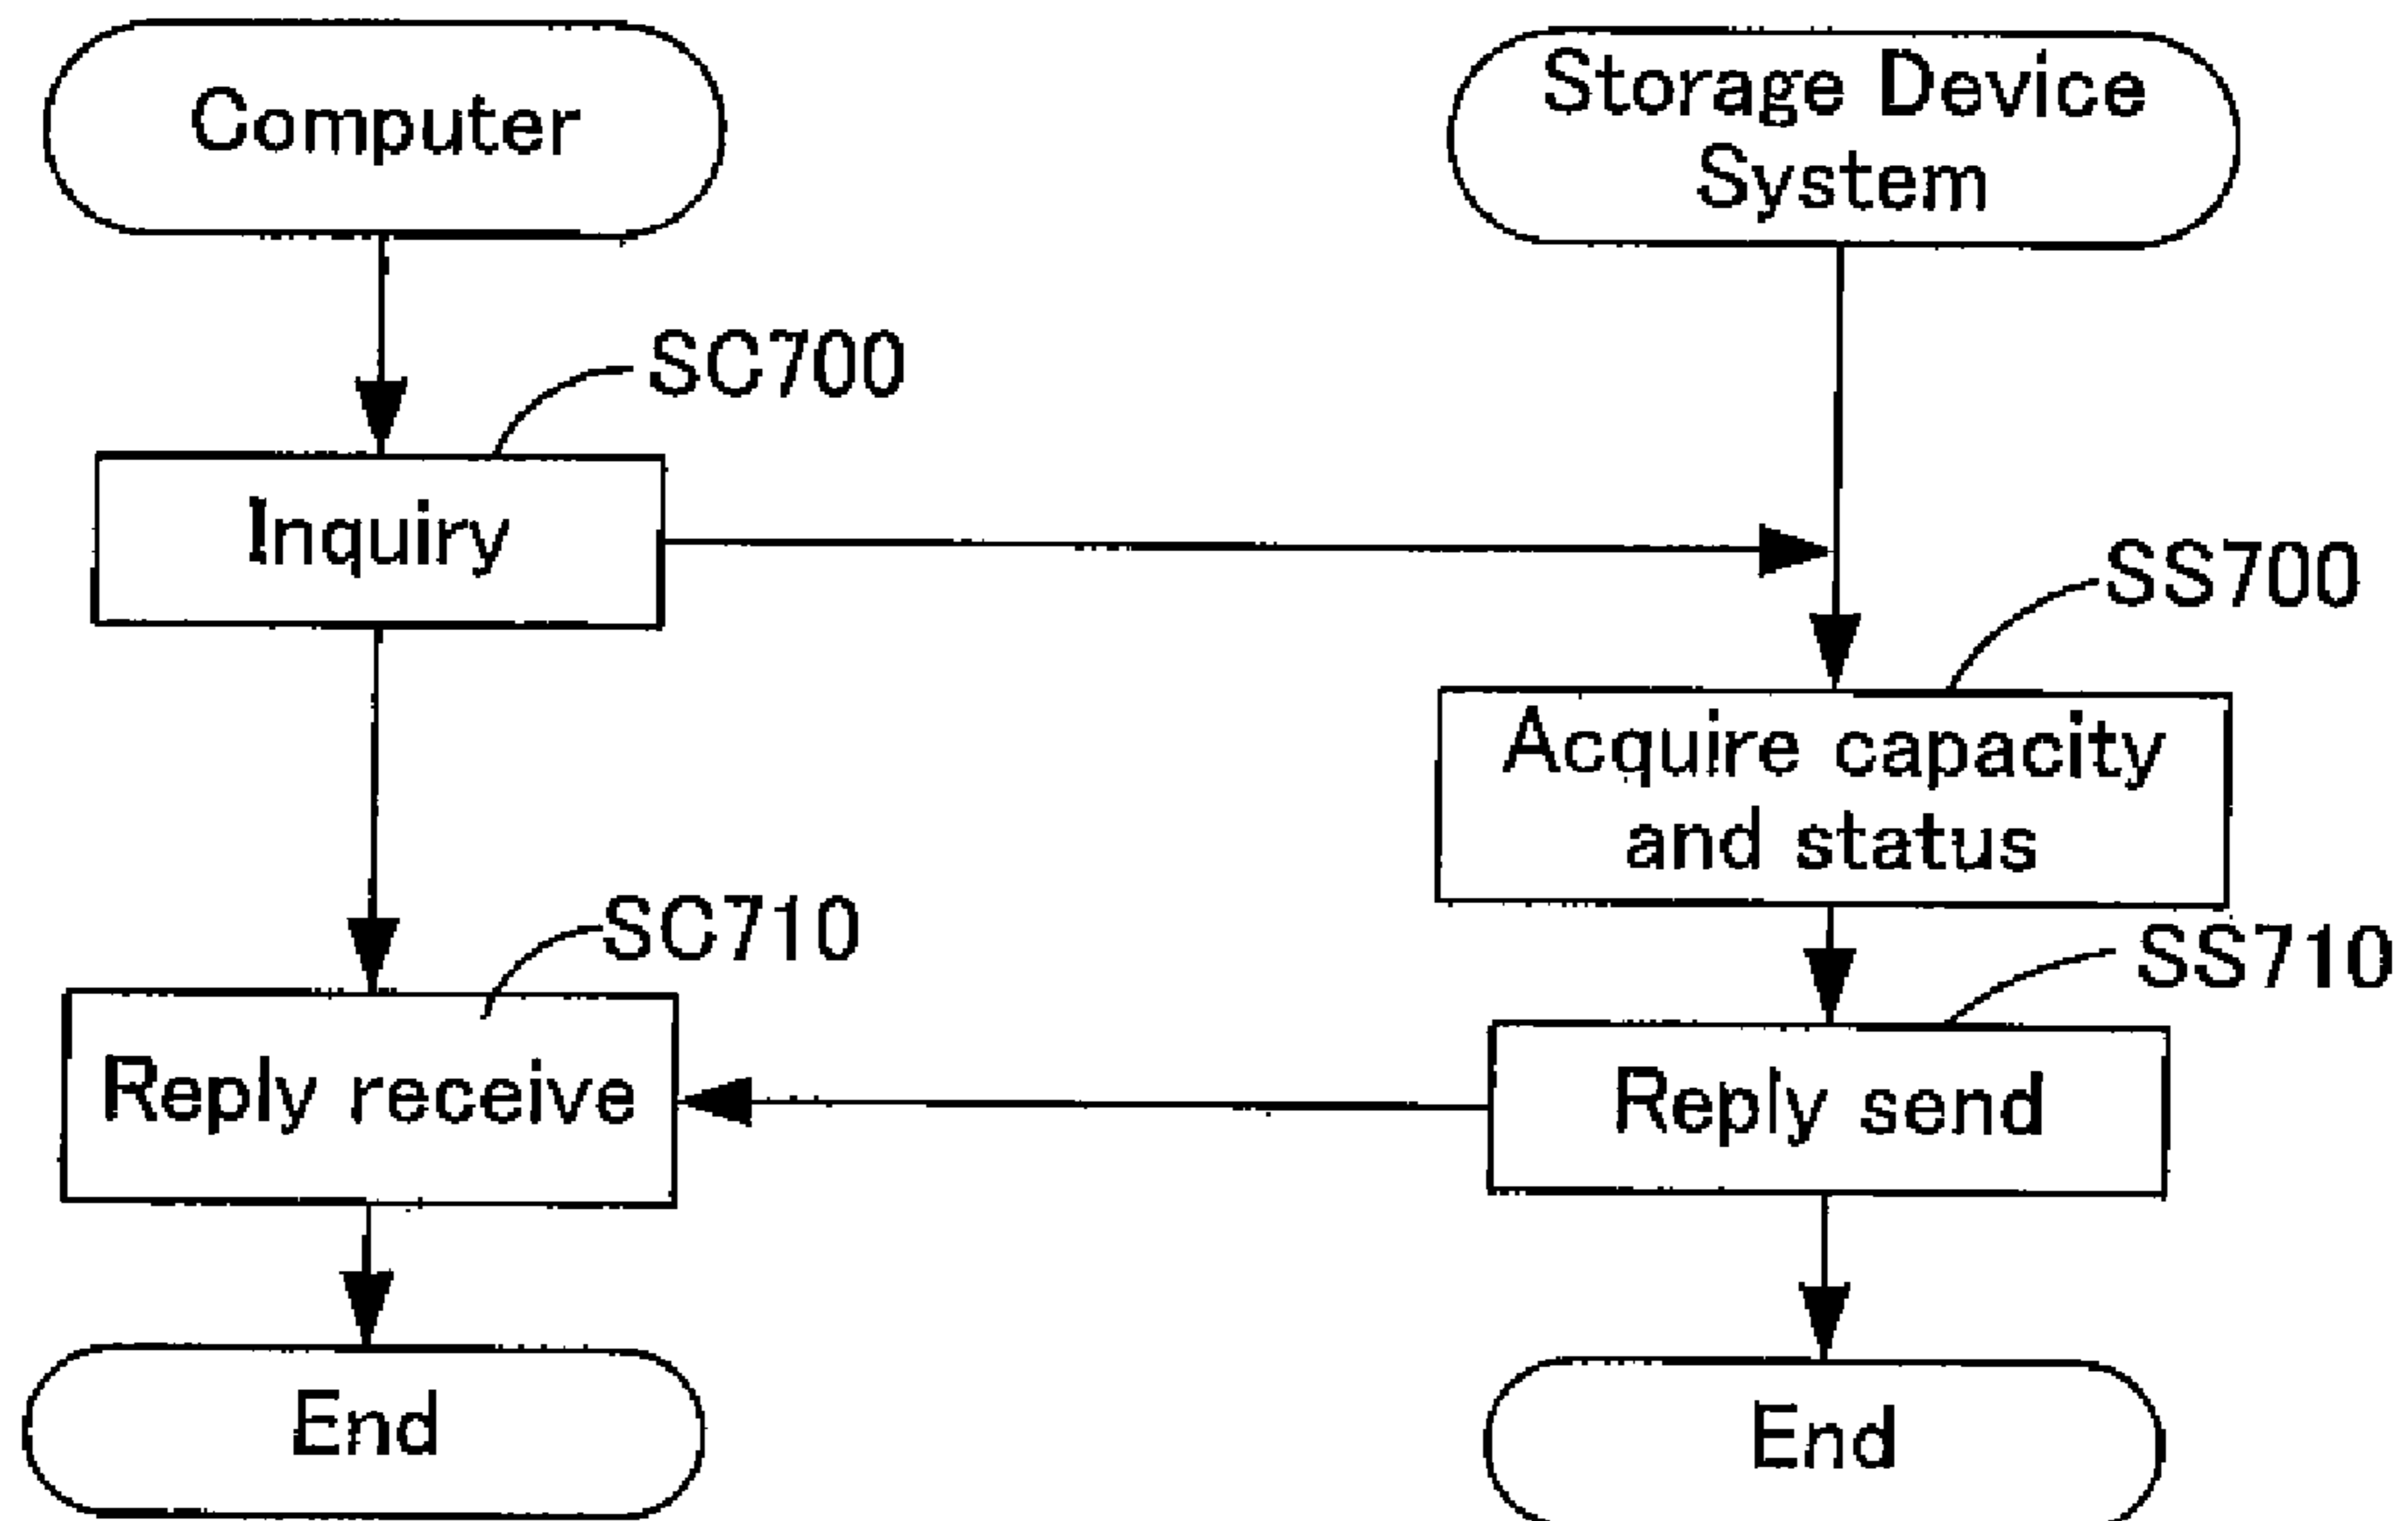 Computer
Storage Device
System
SC700
Inquiry
SS700
Acquire capacity
and status
SC710
SS710
Reply receive
Reply send
End
End